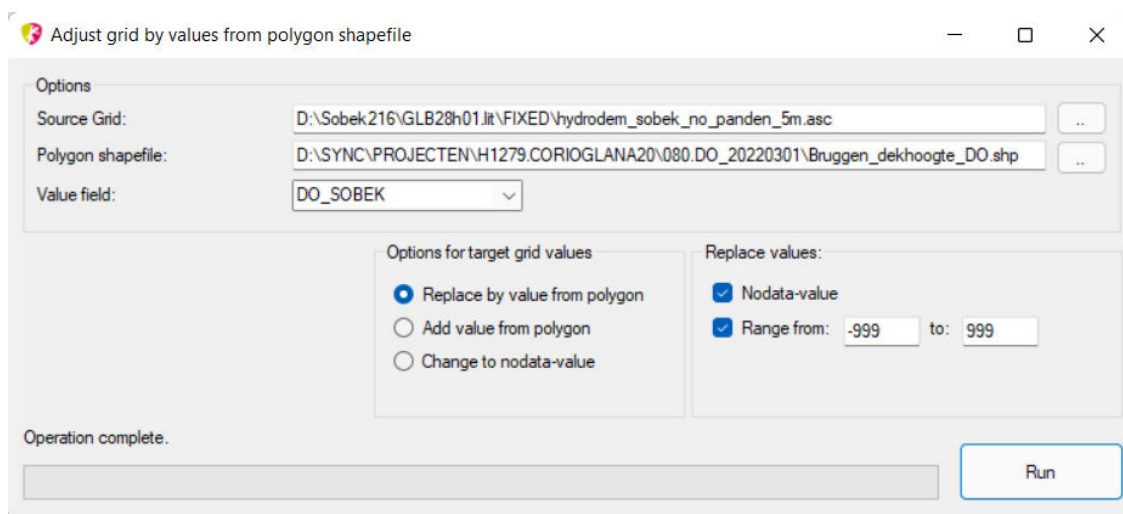 Adjust grid by values from polygon shapefile
Options
Source Grid: D:\Sobek216\GLB28h01.lit\FIXED\hydrodem_sobek_no_panden_5m.asc ..
Polygon shapefile: D:\SYNC\PROJECTEN\H1279.CORIOGLANA20\080.DO_20220301\Bruggen_dekhoogte_DO.shp ..
Value field: DO_SOBEK
Options for target grid values
Replace by value from polygon
Add value from polygon
Change to nodata-value
Replace values:
Nodata-value
Range from: -999 to: 999
Operation complete.
Run